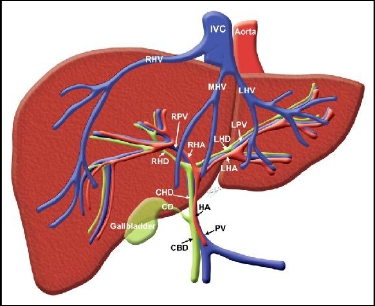 IVC
Aorta
RHV
MHV
LHV
RPV
LPV
LHD
RHA
RHD
LHA
CHD
CD
HA
Gallbladder
PV
CBD